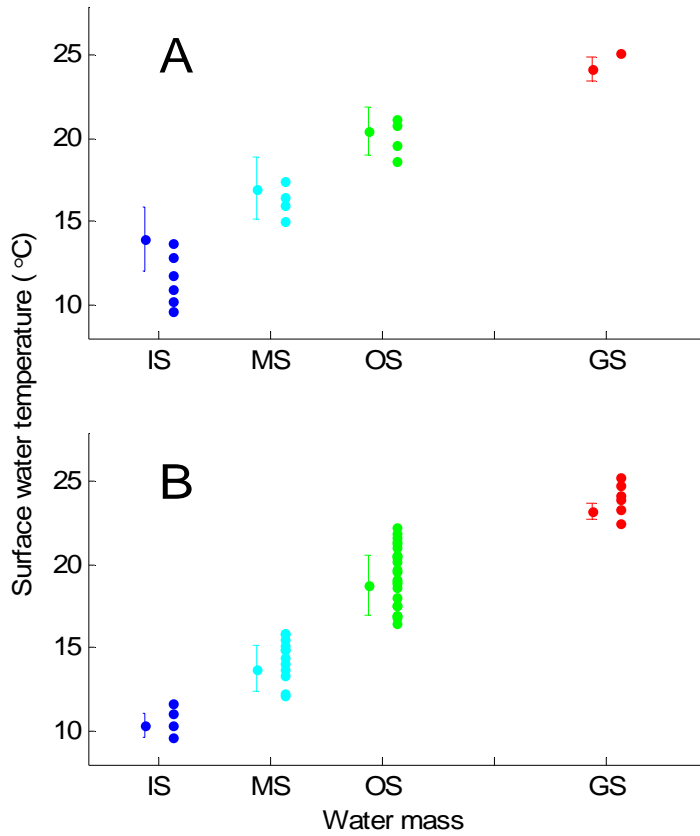 A
25
20
15
10
IS MS OS GS
Surface water temperature ( °C)
B
25
20
15
10
IS MS OS GS
Water mass